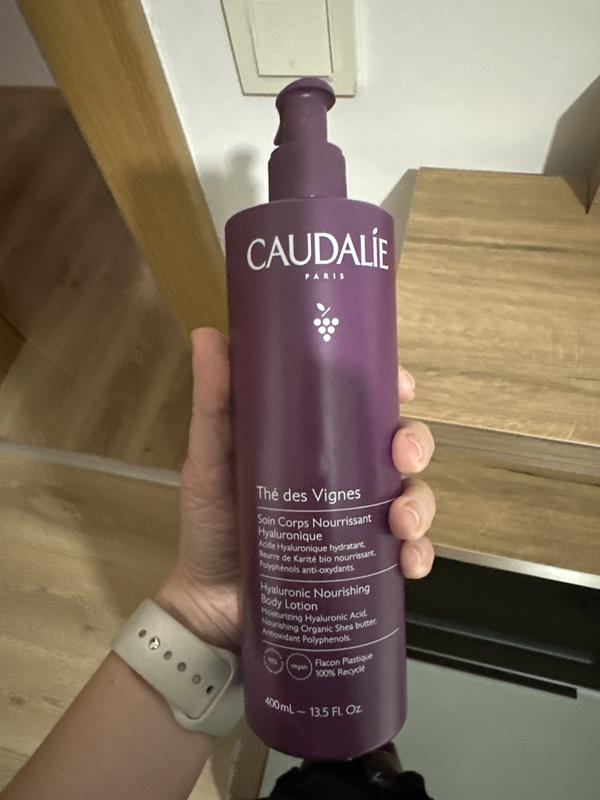 CAUDALÍE
PARIS
Thé des Vignes
Soin Corps Nourrissant
Hyaluronique
Acide Hyaluronique hydratant,
Beurre de Karité bio nourrissant,
Polyphénols anti-oxydants.
Hyaluronic Nourishing
Body Lotion
Moisturizing Hyaluronic Acid,
Nourishing Organic Shea butter,
Antioxidant Polyphenols.
vegan
Flacon Plastique
100% Recyclé
400mL — 13.5 Fl. Oz.